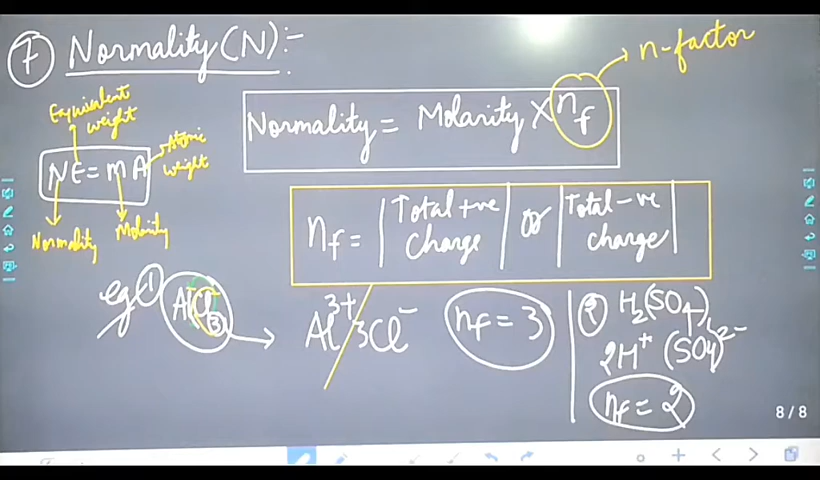 7 Normality (N):-
n-factor
Equivalent weight
Atomic weight
NE = mA
Normality
Molarity
Normality = Molarity × nf
nf = |Total +ve Charge| or |Total -ve charge|
eg ① AlCl3 → Al3+ 3Cl- nf = 3
② H2(SO4)
2H+ (SO4)2-
nf = 2
8 / 8